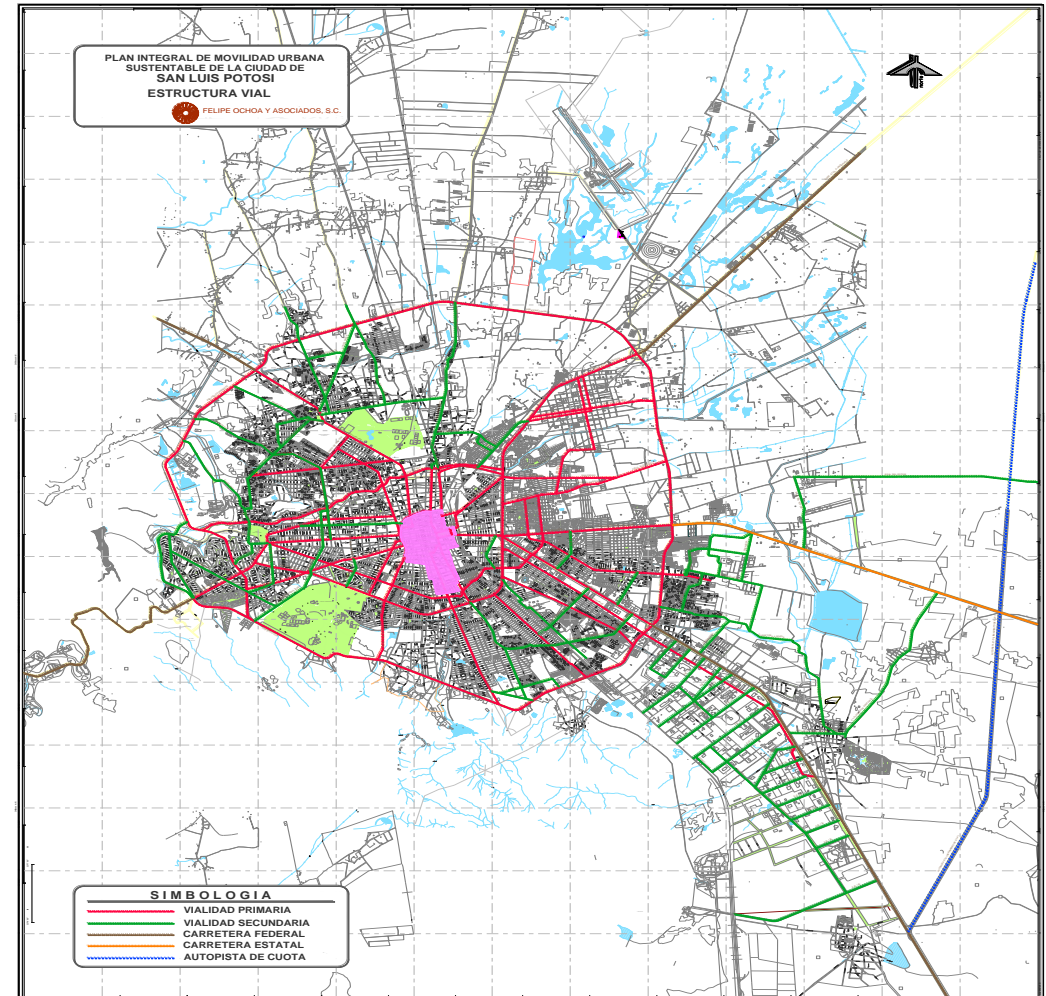 PLAN INTEGRAL DE MOVILIDAD URBANA
SUSTENTABLE DE LA CIUDAD DE
SAN LUIS POTOSI
ESTRUCTURA VIAL
FELIPE OCHOA Y ASOCIADOS, S.C.
SIMBOLOGIA
VIALIDAD PRIMARIA
VIALIDAD SECUNDARIA
CARRETERA FEDERAL
CARRETERA ESTATAL
AUTOPISTA DE CUOTA